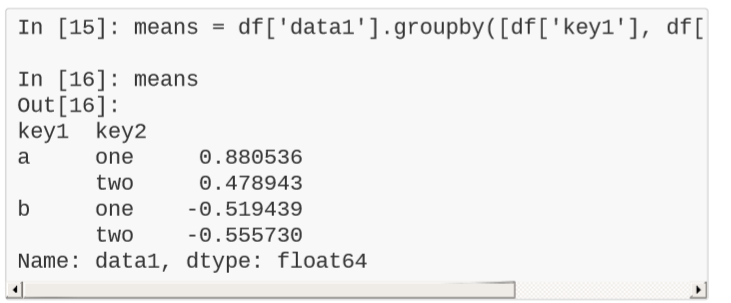 In [15]: means = df['data1'].groupby([df['key1'], df[
In [16]: means
Out[16]:
key1  key2
a     one     0.880536
      two     0.478943
b     one    -0.519439
      two    -0.555730
Name: data1, dtype: float64